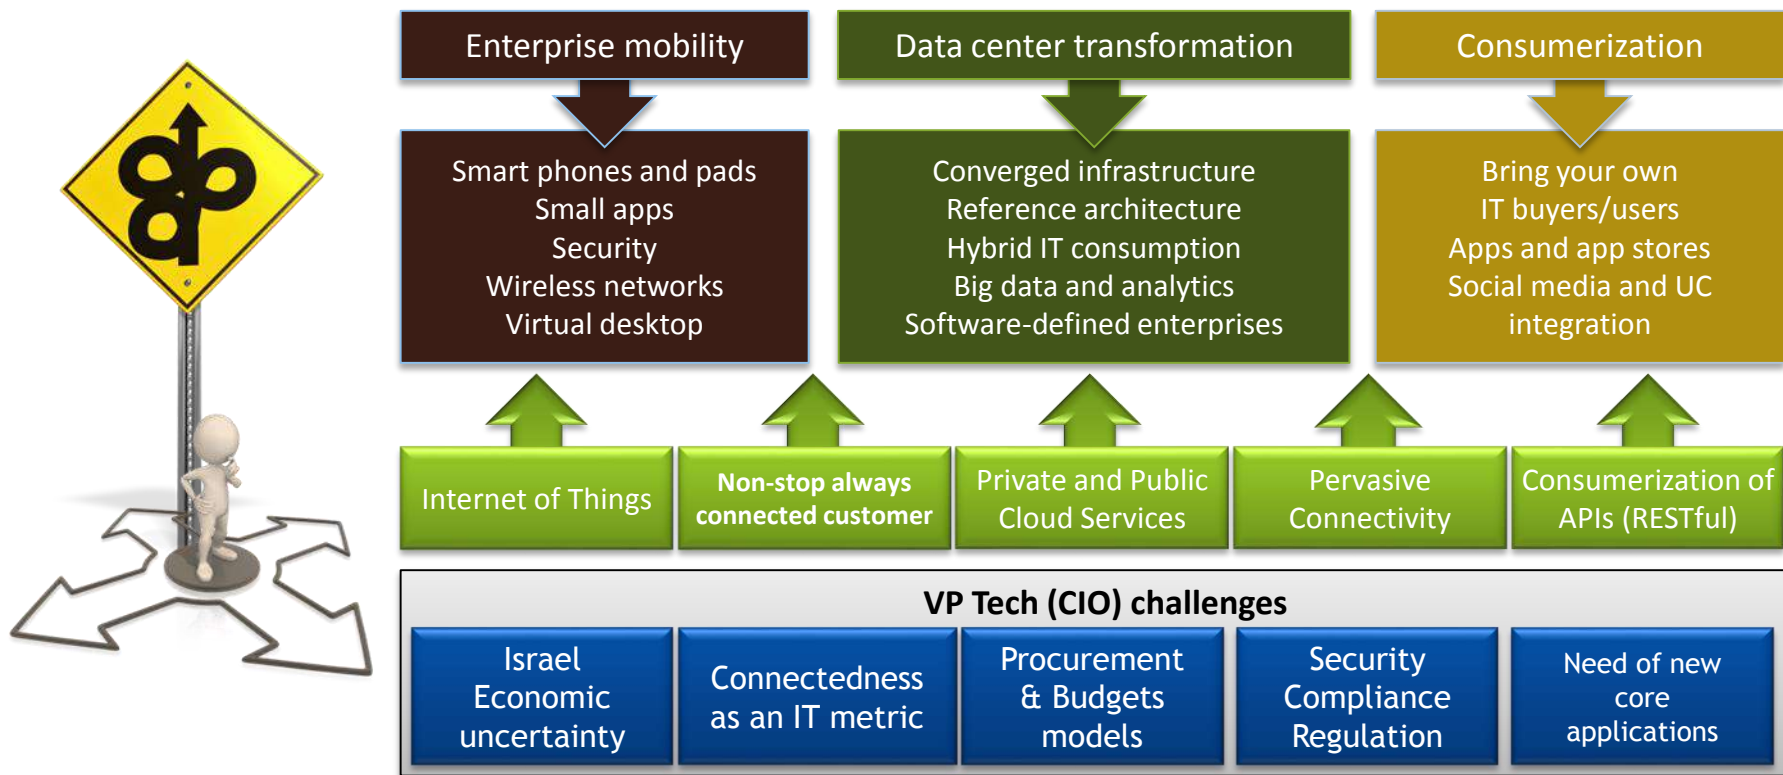 Enterprise mobility
Data center transformation
Consumerization
Smart phones and pads
Small apps
Security
Wireless networks
Virtual desktop
Converged infrastructure
Reference architecture
Hybrid IT consumption
Big data and analytics
Software-defined enterprises
Bring your own
IT buyers/users
Apps and app stores
Social media and UC
integration
Internet of Things
Non-stop always
connected customer
Private and Public
Cloud Services
Pervasive
Connectivity
Consumerization of
APIs (RESTful)
VP Tech (CIO) challenges
Israel
Economic
uncertainty
Connectedness
as an IT metric
Procurement
& Budgets
models
Security
Compliance
Regulation
Need of new
core
applications